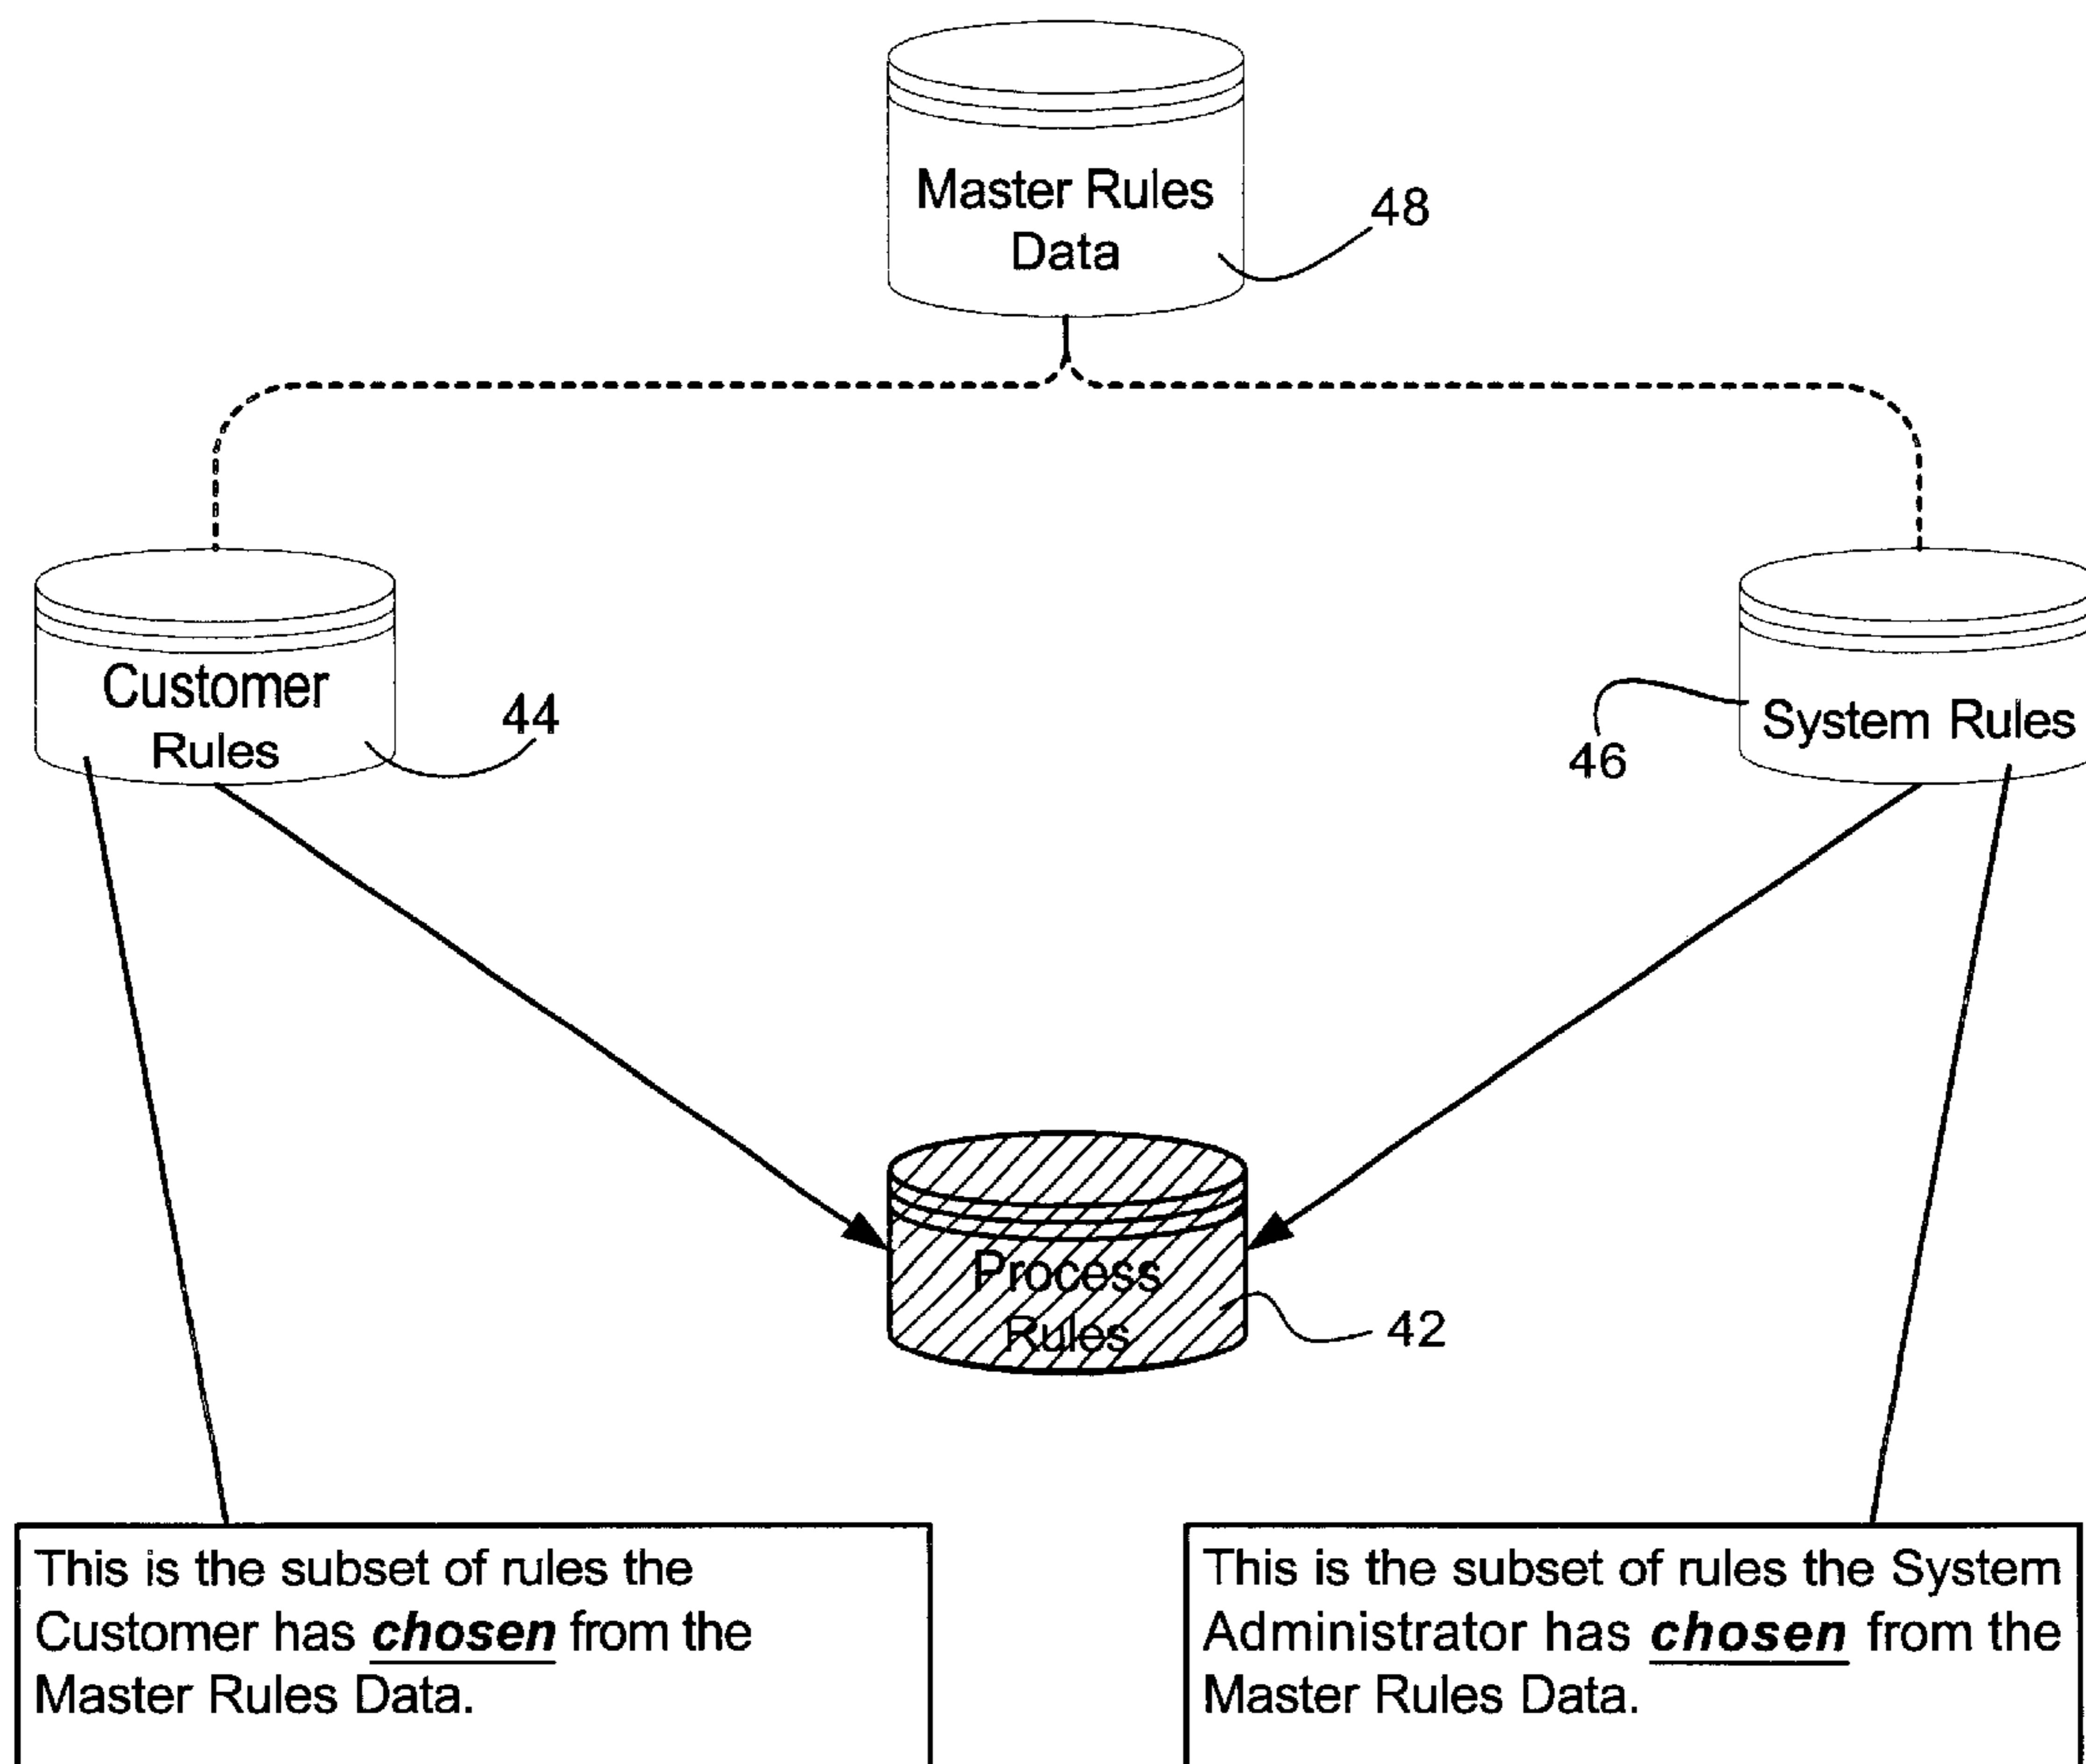 Master Rules
Data
48
Customer
Rules
44
System Rules
46
Process
Rules
42
This is the subset of rules the
Customer has chosen from the
Master Rules Data.
This is the subset of rules the System
Administrator has chosen from the
Master Rules Data.